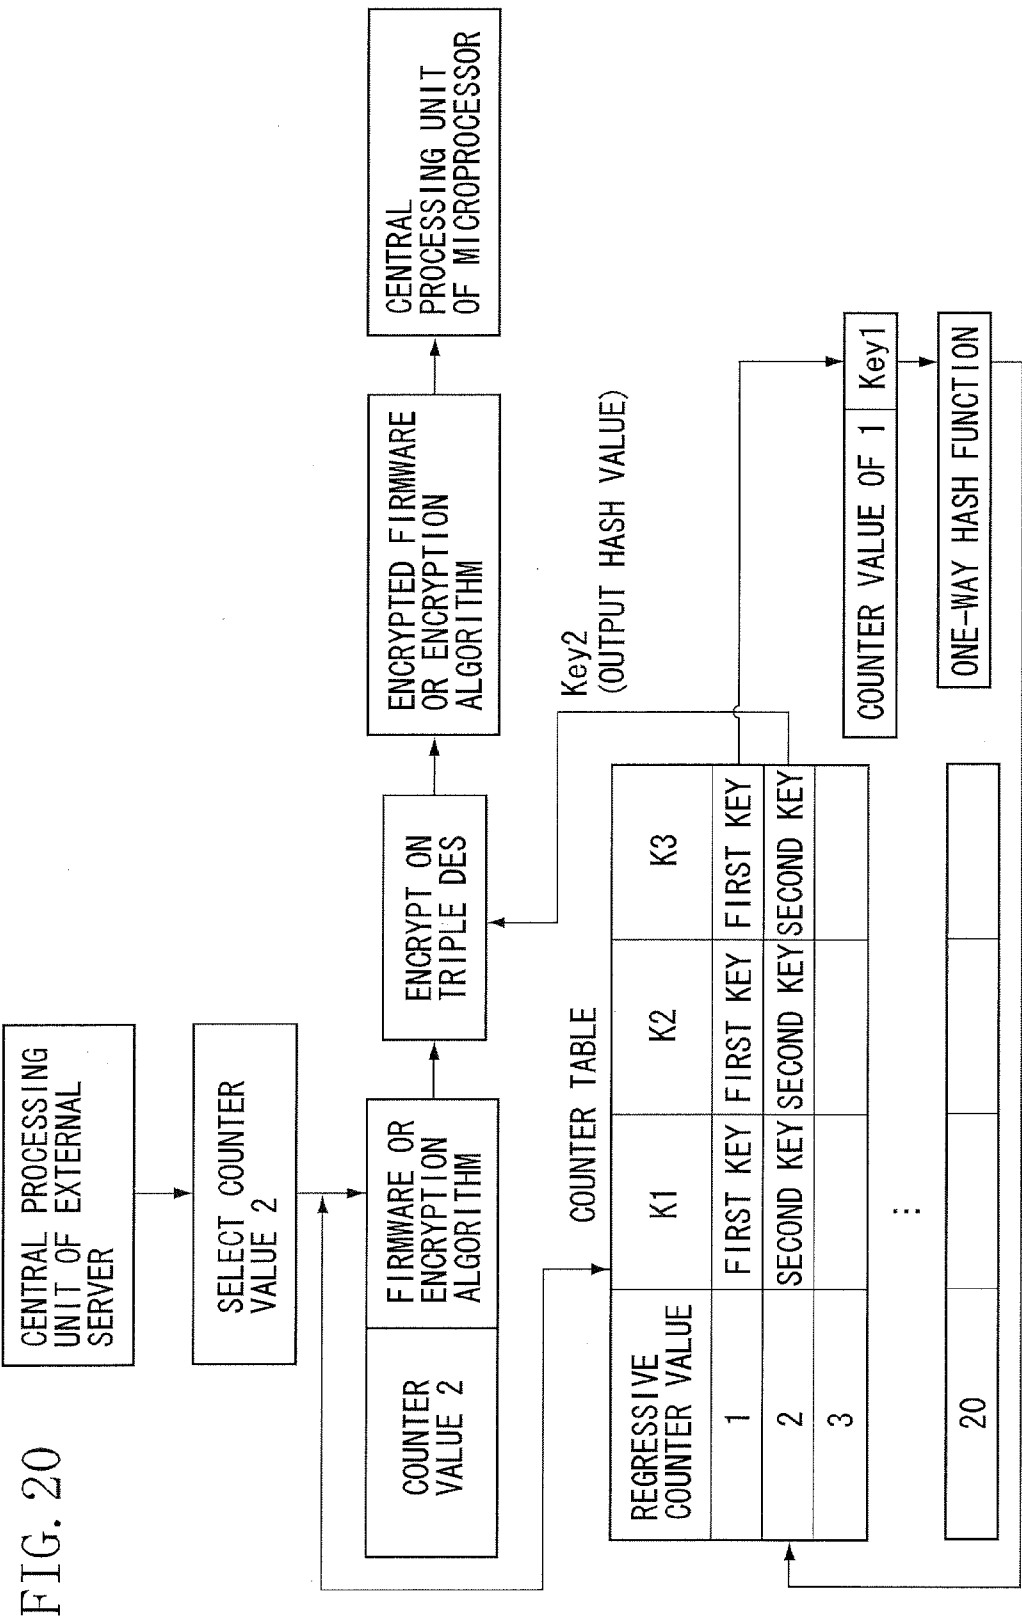 FIG. 20
CENTRAL PROCESSING
UNIT OF EXTERNAL
SERVER
SELECT COUNTER
VALUE 2
COUNTER
VALUE 2
FIRMWARE OR
ENCRYPTION
ALGORITHM
ENCRYPT ON
TRIPLE DES
ENCRYPTED FIRMWARE
OR ENCRYPTION
ALGORITHM
CENTRAL
PROCESSING UNIT
OF MICROPROCESSOR
Key2
(OUTPUT HASH VALUE)
COUNTER TABLE
REGRESSIVE
COUNTER VALUE
K1
K2
K3
1
FIRST KEY
FIRST KEY
FIRST KEY
2
SECOND KEY
SECOND KEY
SECOND KEY
3
...
20
COUNTER VALUE OF 1
Key1
ONE-WAY HASH FUNCTION